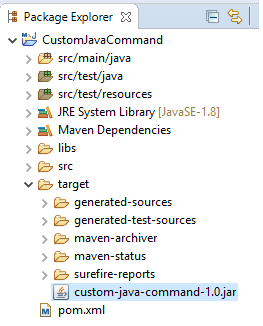 Package Explorer
CustomJavaCommand
src/main/java
src/test/java
src/test/resources
JRE System Library [JavaSE-1.8]
Maven Dependencies
libs
src
target
generated-sources
generated-test-sources
maven-archiver
maven-status
surefire-reports
custom-java-command-1.0.jar
pom.xml